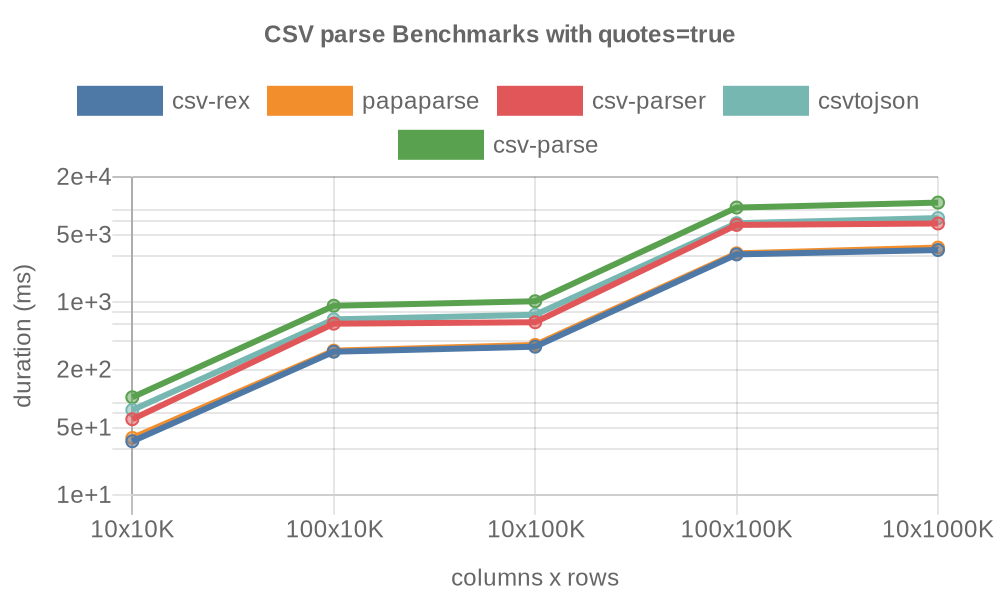 CSV parse Benchmarks with quotes=true
csv-rex papaparse csv-parser csvtojson
csv-parse
2e+4
5e+3
1e+3
2e+2
5e+1
1e+1
duration (ms)
10x10K 100x10K 10x100K 100x100K 10x1000K
columns x rows